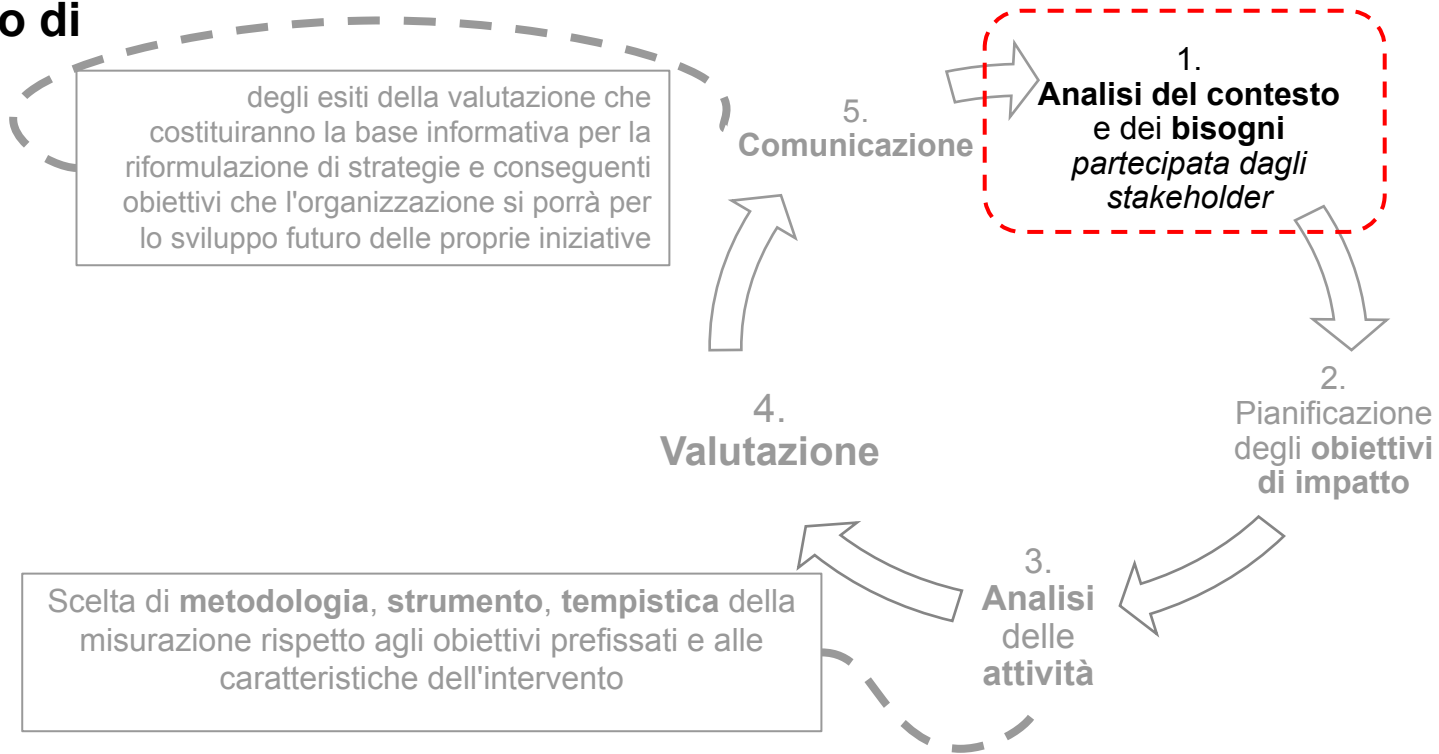 o di
degli esiti della valutazione che
costituiranno la base informativa per la
riformulazione di strategie e conseguenti
obiettivi che l'organizzazione si porrà per
lo sviluppo futuro delle proprie iniziative
5.
Comunicazione
1.
Analisi del contesto
e dei bisogni
partecipata dagli
stakeholder
2.
Pianificazione
degli obiettivi
di impatto
4.
Valutazione
3.
Analisi
delle
attività
Scelta di metodologia, strumento, tempistica della
misurazione rispetto agli obiettivi prefissati e alle
caratteristiche dell'intervento